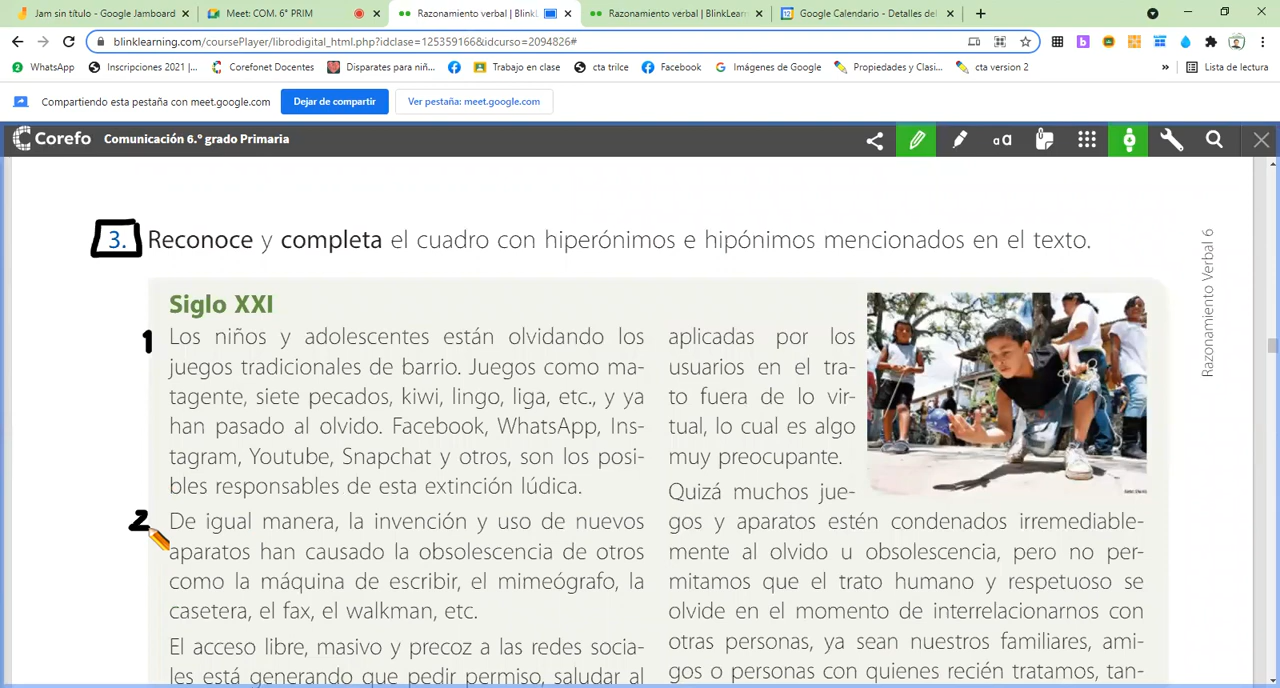 Jam sin título - Google Jamboard
Meet: COM. 6° PRIM
Razonamiento verbal | Blinkl
Razonamiento verbal | BlinkLearn
Google Calendario - Detalles del
blinklearning.com/coursePlayer/librodigital_html.php?idclase=125359166&idcurso=2094826#
WhatsApp
Inscripciones 2021 |...
Corefonet Docentes
Disparates para niñ...
Trabajo en clase
cta trilce
Facebook
Imágenes de Google
Propiedades y Clasi...
cta version 2
»
Lista de lectura
Compartiendo esta pestaña con meet.google.com
Dejar de compartir
Ver pestaña: meet.google.com
Corefo
Comunicación 6.º grado Primaria
aA
3. Reconoce y completa el cuadro con hiperónimos e hipónimos mencionados en el texto.
Razonamiento Verbal 6
Siglo XXI
1
Los niños y adolescentes están olvidando los
juegos tradicionales de barrio. Juegos como ma-
tagente, siete pecados, kiwi, lingo, liga, etc., y ya
han pasado al olvido. Facebook, WhatsApp, Ins-
tagram, Youtube, Snapchat y otros, son los posi-
bles responsables de esta extinción lúdica.
2
De igual manera, la invención y uso de nuevos
aparatos han causado la obsolescencia de otros
como la máquina de escribir, el mimeógrafo, la
casetera, el fax, el walkman, etc.
El acceso libre, masivo y precoz a las redes socia-
les está generando que pedir permiso, saludar al
aplicadas por los
usuarios en el tra-
to fuera de lo vir-
tual, lo cual es algo
muy preocupante.
Quizá muchos jue-
gos y aparatos estén condenados irremediable-
mente al olvido u obsolescencia, pero no per-
mitamos que el trato humano y respetuoso se
olvide en el momento de interrelacionarnos con
otras personas, ya sean nuestros familiares, ami-
gos o personas con quienes recién tratamos, tan-